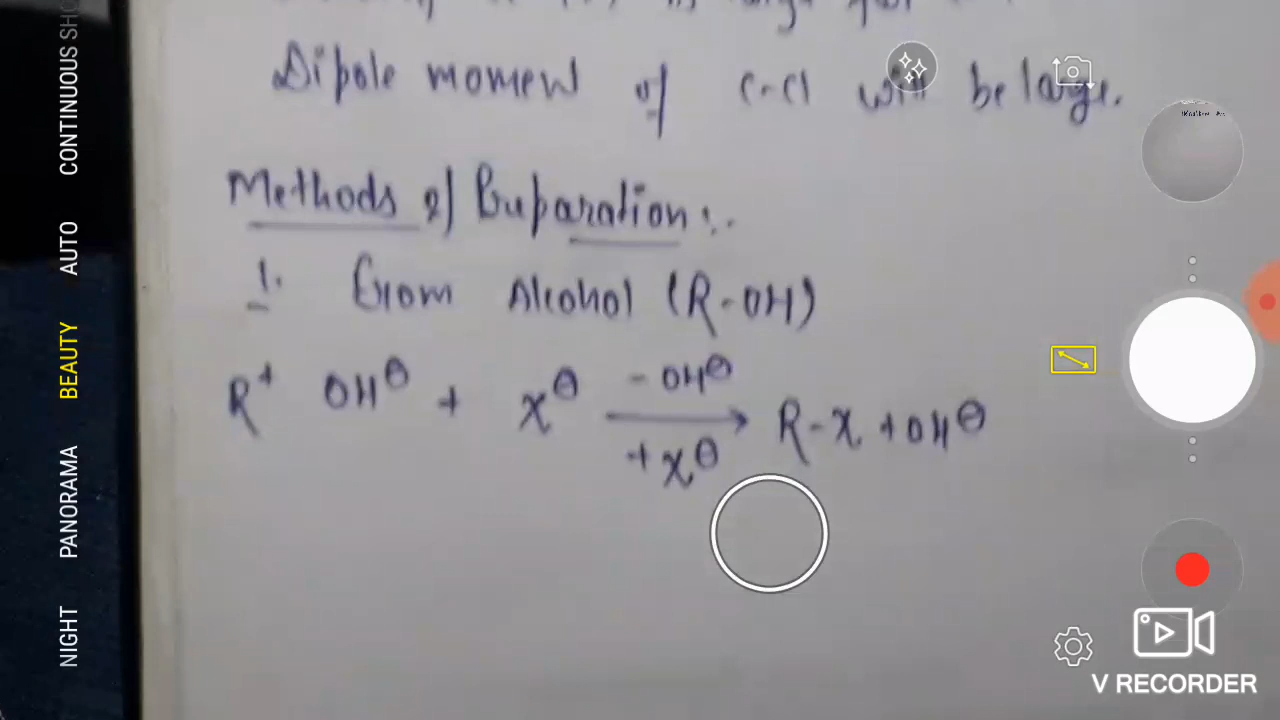 Dipole moment of C-Cl will be large.
Methods of Preparation :-
1. From Alcohol (R-OH)
R⁺ OH⊖ + X⊖ -OH⊖ +X⊖ → R-X + OH⊖
CONTINUOUS SHO
AUTO
BEAUTY
PANORAMA
NIGHT
V RECORDER